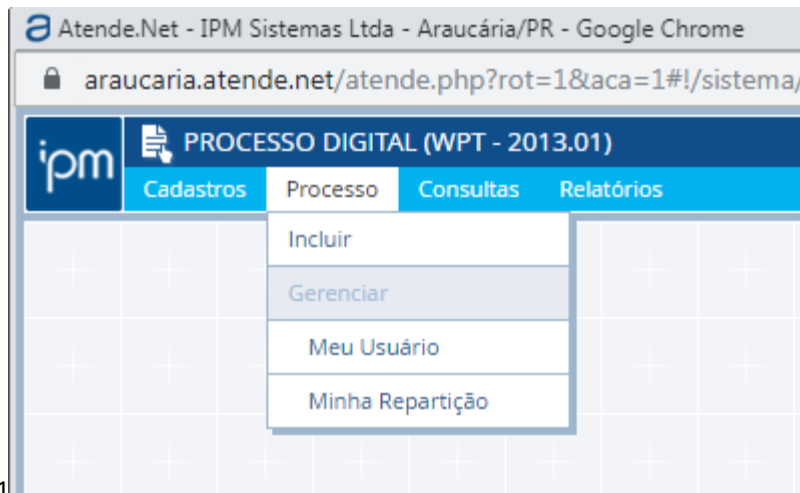 Atende.Net - IPM Sistemas Ltda - Araucária/PR - Google Chrome
araucaria.atende.net/atende.php?rot=1&aca=1#!/sistema/
ipm
PROCESSO DIGITAL (WPT - 2013.01)
Cadastros Processo Consultas Relatórios
Incluir
Gerenciar
Meu Usuário
Minha Repartição
1